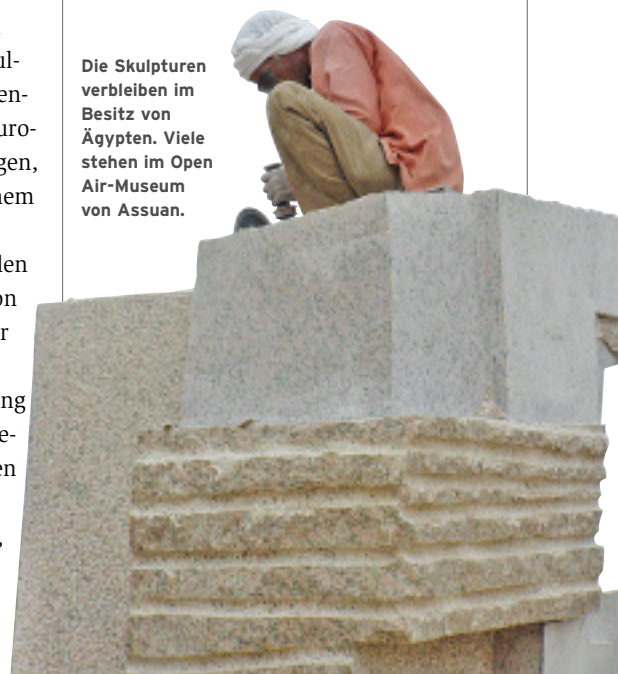 Die Skulpturen
verbleiben im
Besitz von
Ägypten. Viele
stehen im Open
Air-Museum
von Assuan.